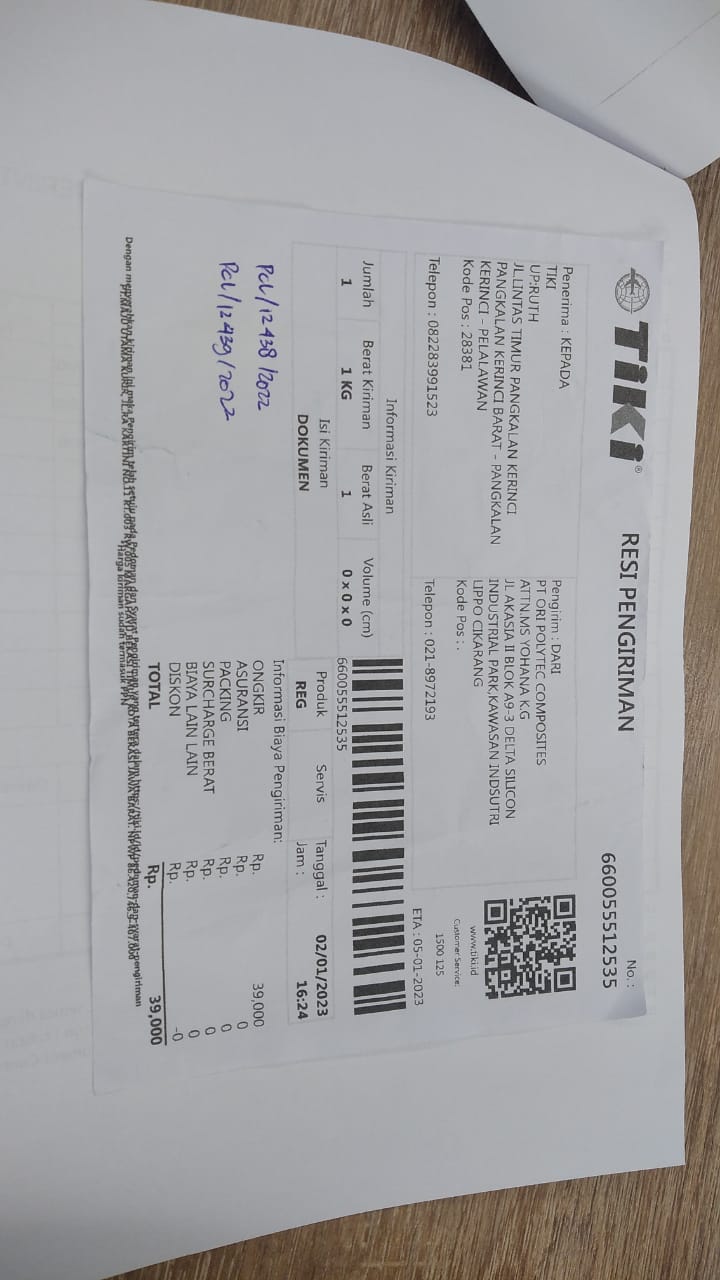 TIKI®
RESI PENGIRIMAN
No. :
660055512535
Penerima : KEPADA
TIKI
UP.RUTH
JL.LINTAS TIMUR PANGKALAN KERINCI
PANGKALAN KERINCI BARAT - PANGKALAN
KERINCI - PELALAWAN
Kode Pos : 28381
Telepon : 082283991523
Pengirim : DARI
PT ORI POLYTEC COMPOSITES
ATTN.MS YOHANA K.G
JL AKASIA II BLOK A9-3 DELTA SILICON
INDUSTRIAL PARK,KAWASAN INDSUTRI
LIPPO CIKARANG
Kode Pos : .
Telepon : 021-8972193
www.tiki.id
Customer Service:
1500 125
ETA : 05-01-2023
Informasi Kiriman
Jumlah Berat Kiriman Berat Asli Volume (cm)
1 1 KG 1 0 x 0 x 0
Isi Kiriman
DOKUMEN
660055512535
Produk Servis Tanggal : 02/01/2023
REG Jam : 16:24
Informasi Biaya Pengiriman:
ONGKIR Rp. 39,000
ASURANSI Rp. 0
PACKING Rp. 0
SURCHARGE BERAT Rp. 0
BIAYA LAIN LAIN Rp. 0
DISKON Rp. -0
TOTAL Rp. 39,000
PCL/12438/2022
PCL/12439/2022
Dengan menyerahkan kiriman
Harga kiriman sudah termasuk PPN